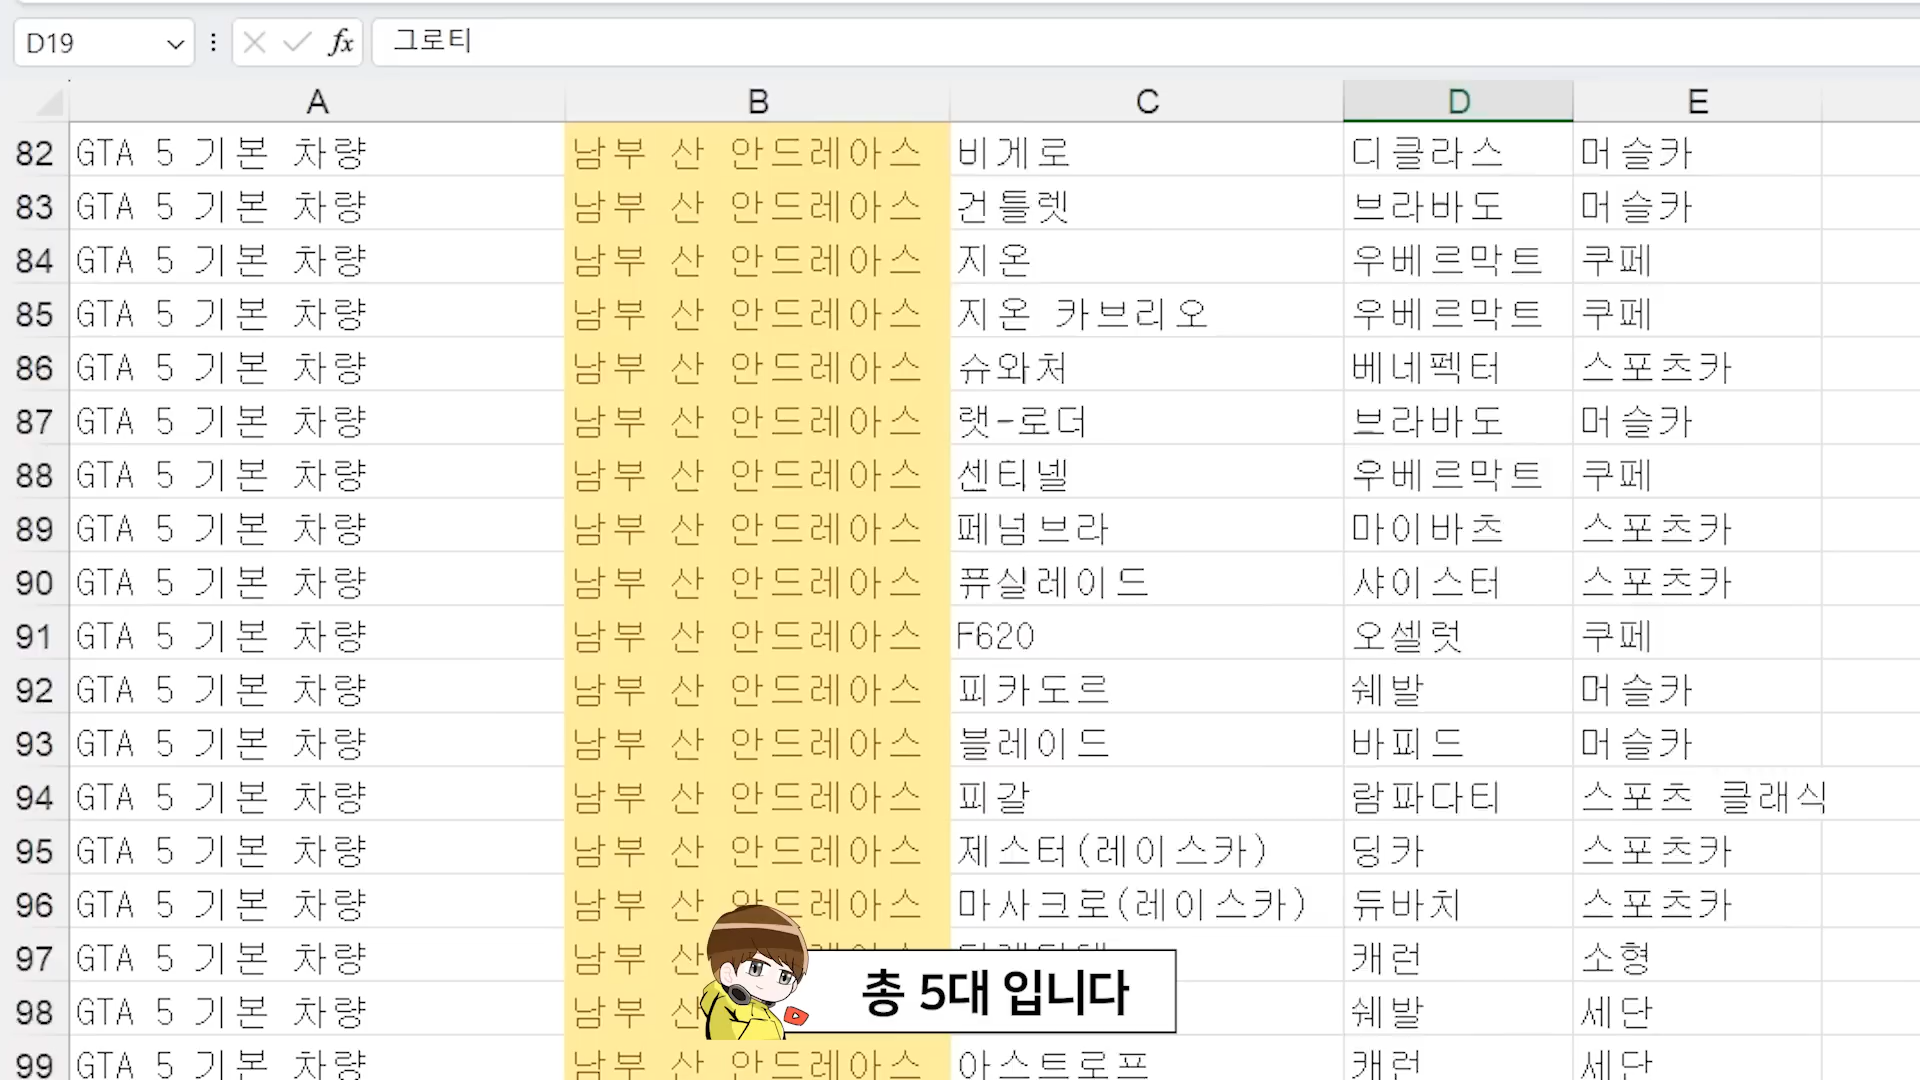 D19 fx 그로티
A B C D E
82 GTA 5 기본 차량 남부 산 안드레아스 비게로 디클라스 머슬카
83 GTA 5 기본 차량 남부 산 안드레아스 건틀렛 브라바도 머슬카
84 GTA 5 기본 차량 남부 산 안드레아스 지온 우베르막트 쿠페
85 GTA 5 기본 차량 남부 산 안드레아스 지온 카브리오 우베르막트 쿠페
86 GTA 5 기본 차량 남부 산 안드레아스 슈와처 베네펙터 스포츠카
87 GTA 5 기본 차량 남부 산 안드레아스 랫-로더 브라바도 머슬카
88 GTA 5 기본 차량 남부 산 안드레아스 센티넬 우베르막트 쿠페
89 GTA 5 기본 차량 남부 산 안드레아스 페넘브라 마이바츠 스포츠카
90 GTA 5 기본 차량 남부 산 안드레아스 퓨실레이드 샤이스터 스포츠카
91 GTA 5 기본 차량 남부 산 안드레아스 F620 오셀럿 쿠페
92 GTA 5 기본 차량 남부 산 안드레아스 피카도르 쉐발 머슬카
93 GTA 5 기본 차량 남부 산 안드레아스 블레이드 바피드 머슬카
94 GTA 5 기본 차량 남부 산 안드레아스 피갈 람파다티 스포츠 클래식
95 GTA 5 기본 차량 남부 산 안드레아스 제스터(레이스카) 딩카 스포츠카
96 GTA 5 기본 차량 남부 산 안드레아스 마사크로(레이스카) 듀바치 스포츠카
97 GTA 5 기본 차량 남부 산 캐런 소형
98 GTA 5 기본 차량 남부 쉐발 세단
99 GTA 5 기본 차량 남부 산 안드레아스 아스트로프 캐런 세단
총 5대 입니다